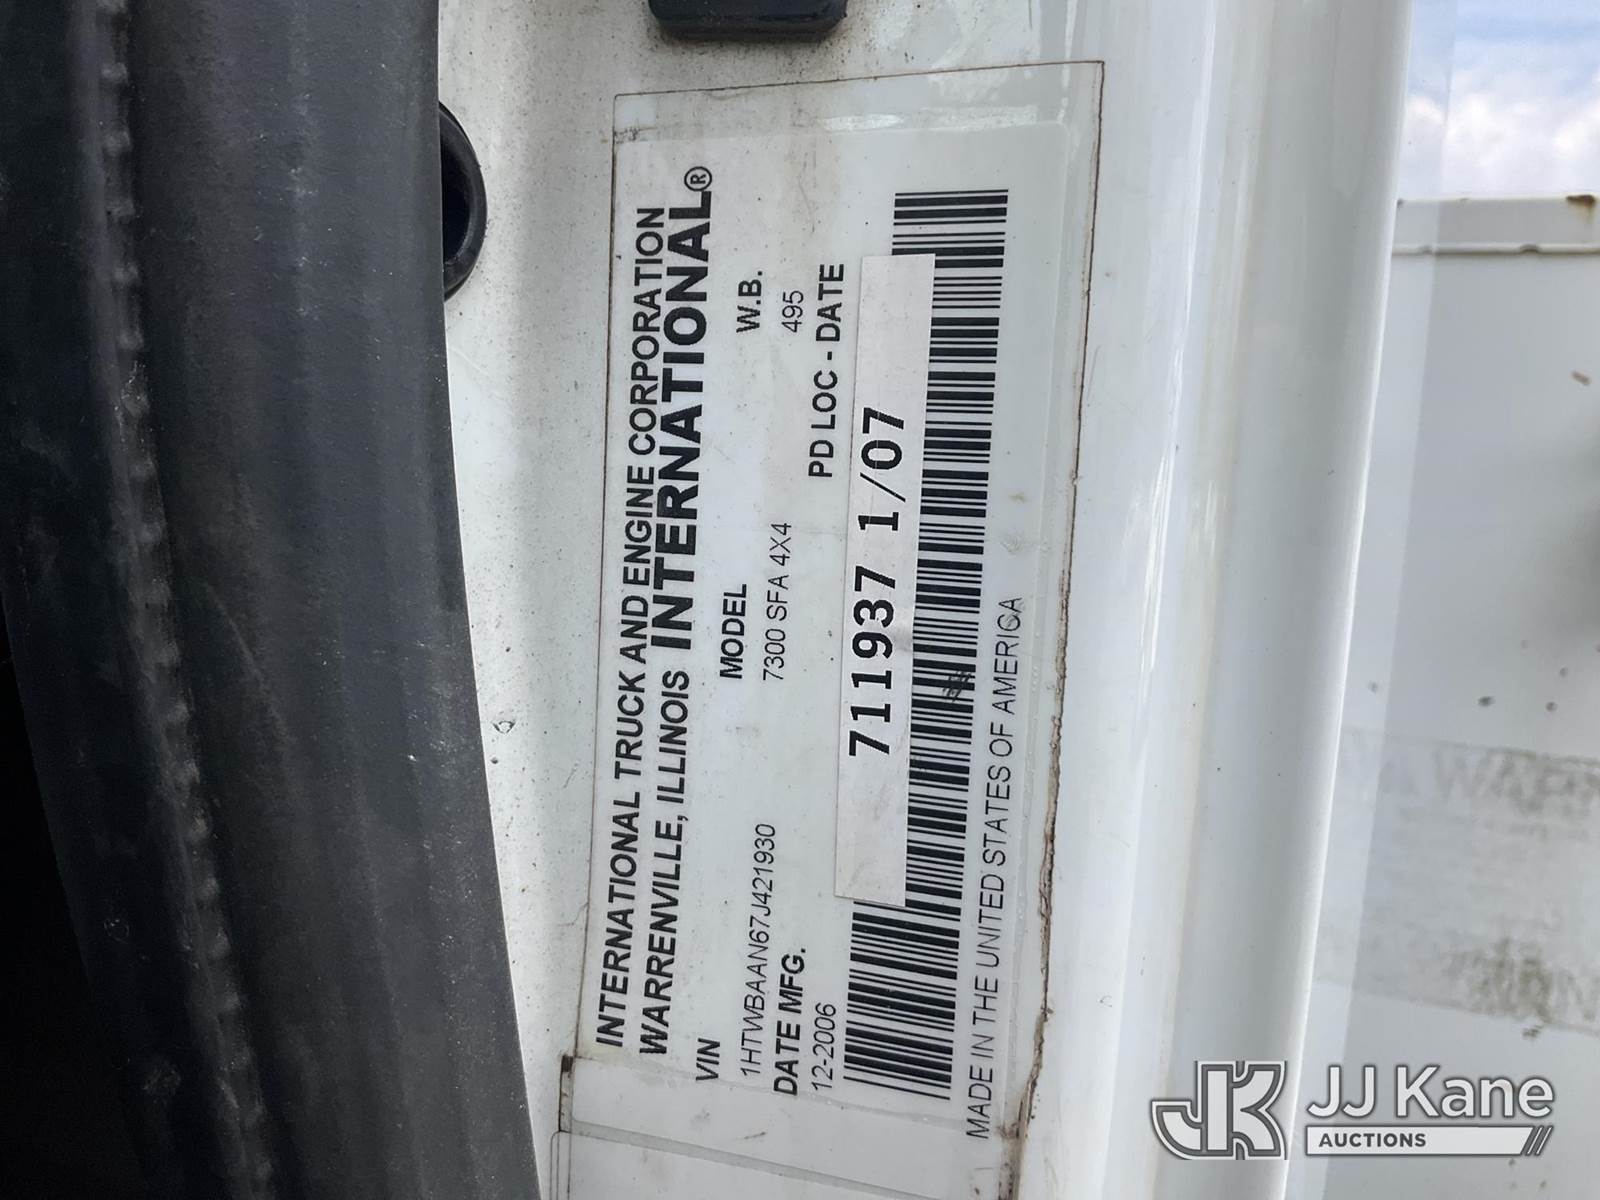 INTERNATIONAL TRUCK AND ENGINE CORPORATION
WARRENVILLE, ILLINOIS INTERNATIONAL®
VIN MODEL W.B.
1HTWBAAN67J421930 7300 SFA 4X4 495
DATE MFG. PD LOC - DATE
12-2006 711937 1/07
MADE IN THE UNITED STATES OF AMERICA
JK JJ Kane
AUCTIONS